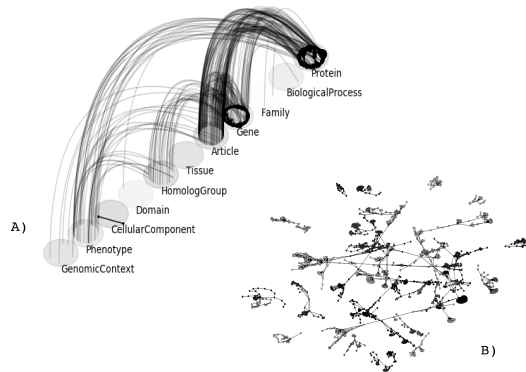 Protein
BiologicalProcess
Family
Gene
Article
Tissue
HomologGroup
Domain
A)
CellularComponent
Phenotype
GenomicContext
B)